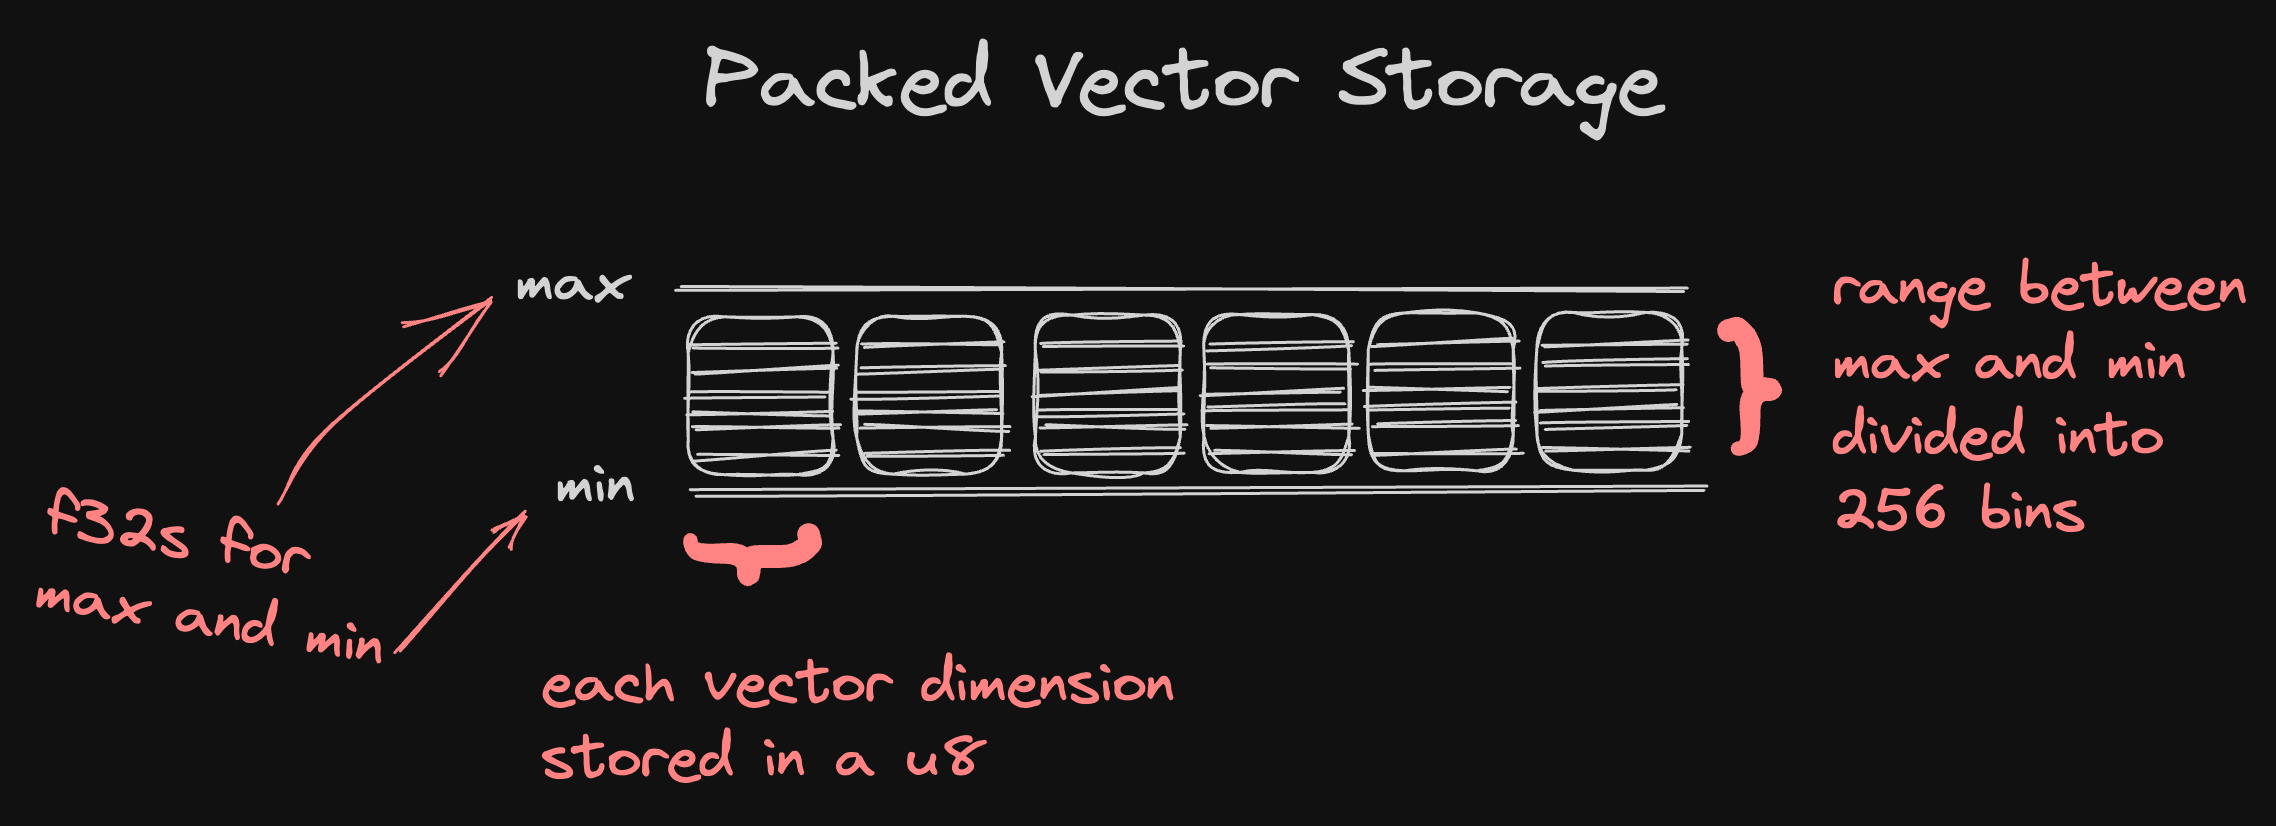 Packed Vector Storage
max
min
f32s for
max and min
each vector dimension
stored in a u8
range between
max and min
divided into
256 bins